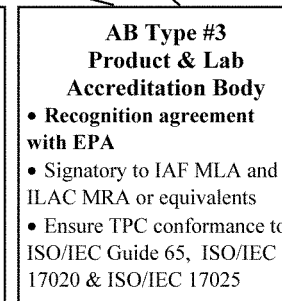 AB Type #3
Product & Lab
Accreditation Body
• Recognition agreement
with EPA
• Signatory to IAF MLA and
ILAC MRA or equivalents
• Ensure TPC conformance to
ISO/IEC Guide 65, ISO/IEC
17020 & ISO/IEC 17025